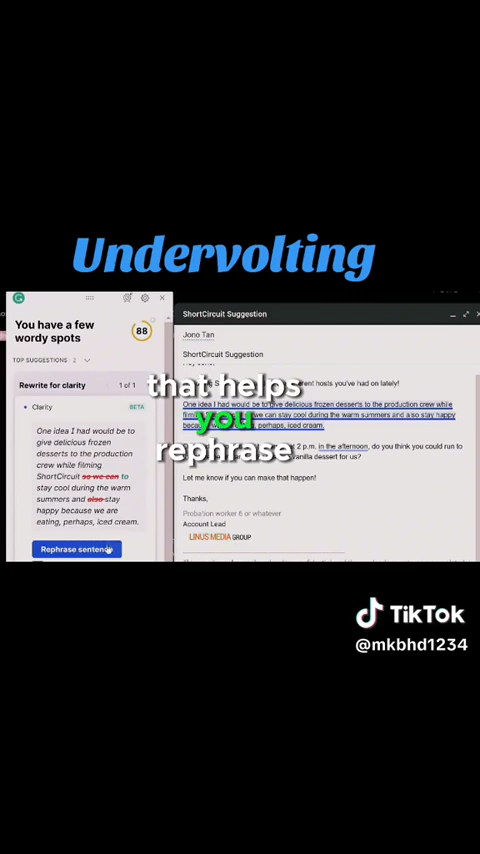 Undervolting
You have a few
wordy spots
88
TOP SUGGESTIONS 2
Rewrite for clarity
1 of 1
Clarity
BETA
One idea I had would be to
give delicious frozen
desserts to the production
crew while filming
ShortCircuit so we can to
stay cool during the warm
summers and also stay
happy because we are
eating, perhaps, iced cream.
Rephrase sentence
ShortCircuit Suggestion
Jono Tan
ShortCircuit Suggestion
hosts you've had on lately!
One idea I had would be to give delicious frozen desserts to the production crew while
we can stay cool during the warm summers and also stay
perhaps, iced cream.
2 p.m. in the afternoon, do you think you could run to
vanilla dessert for us?
Let me know if you can make that happen!
Thanks,
Probation worker 6 or whatever
Account Lead
LINUS MEDIA GROUP
that helps
you
rephrase
TikTok
@mkbhd1234